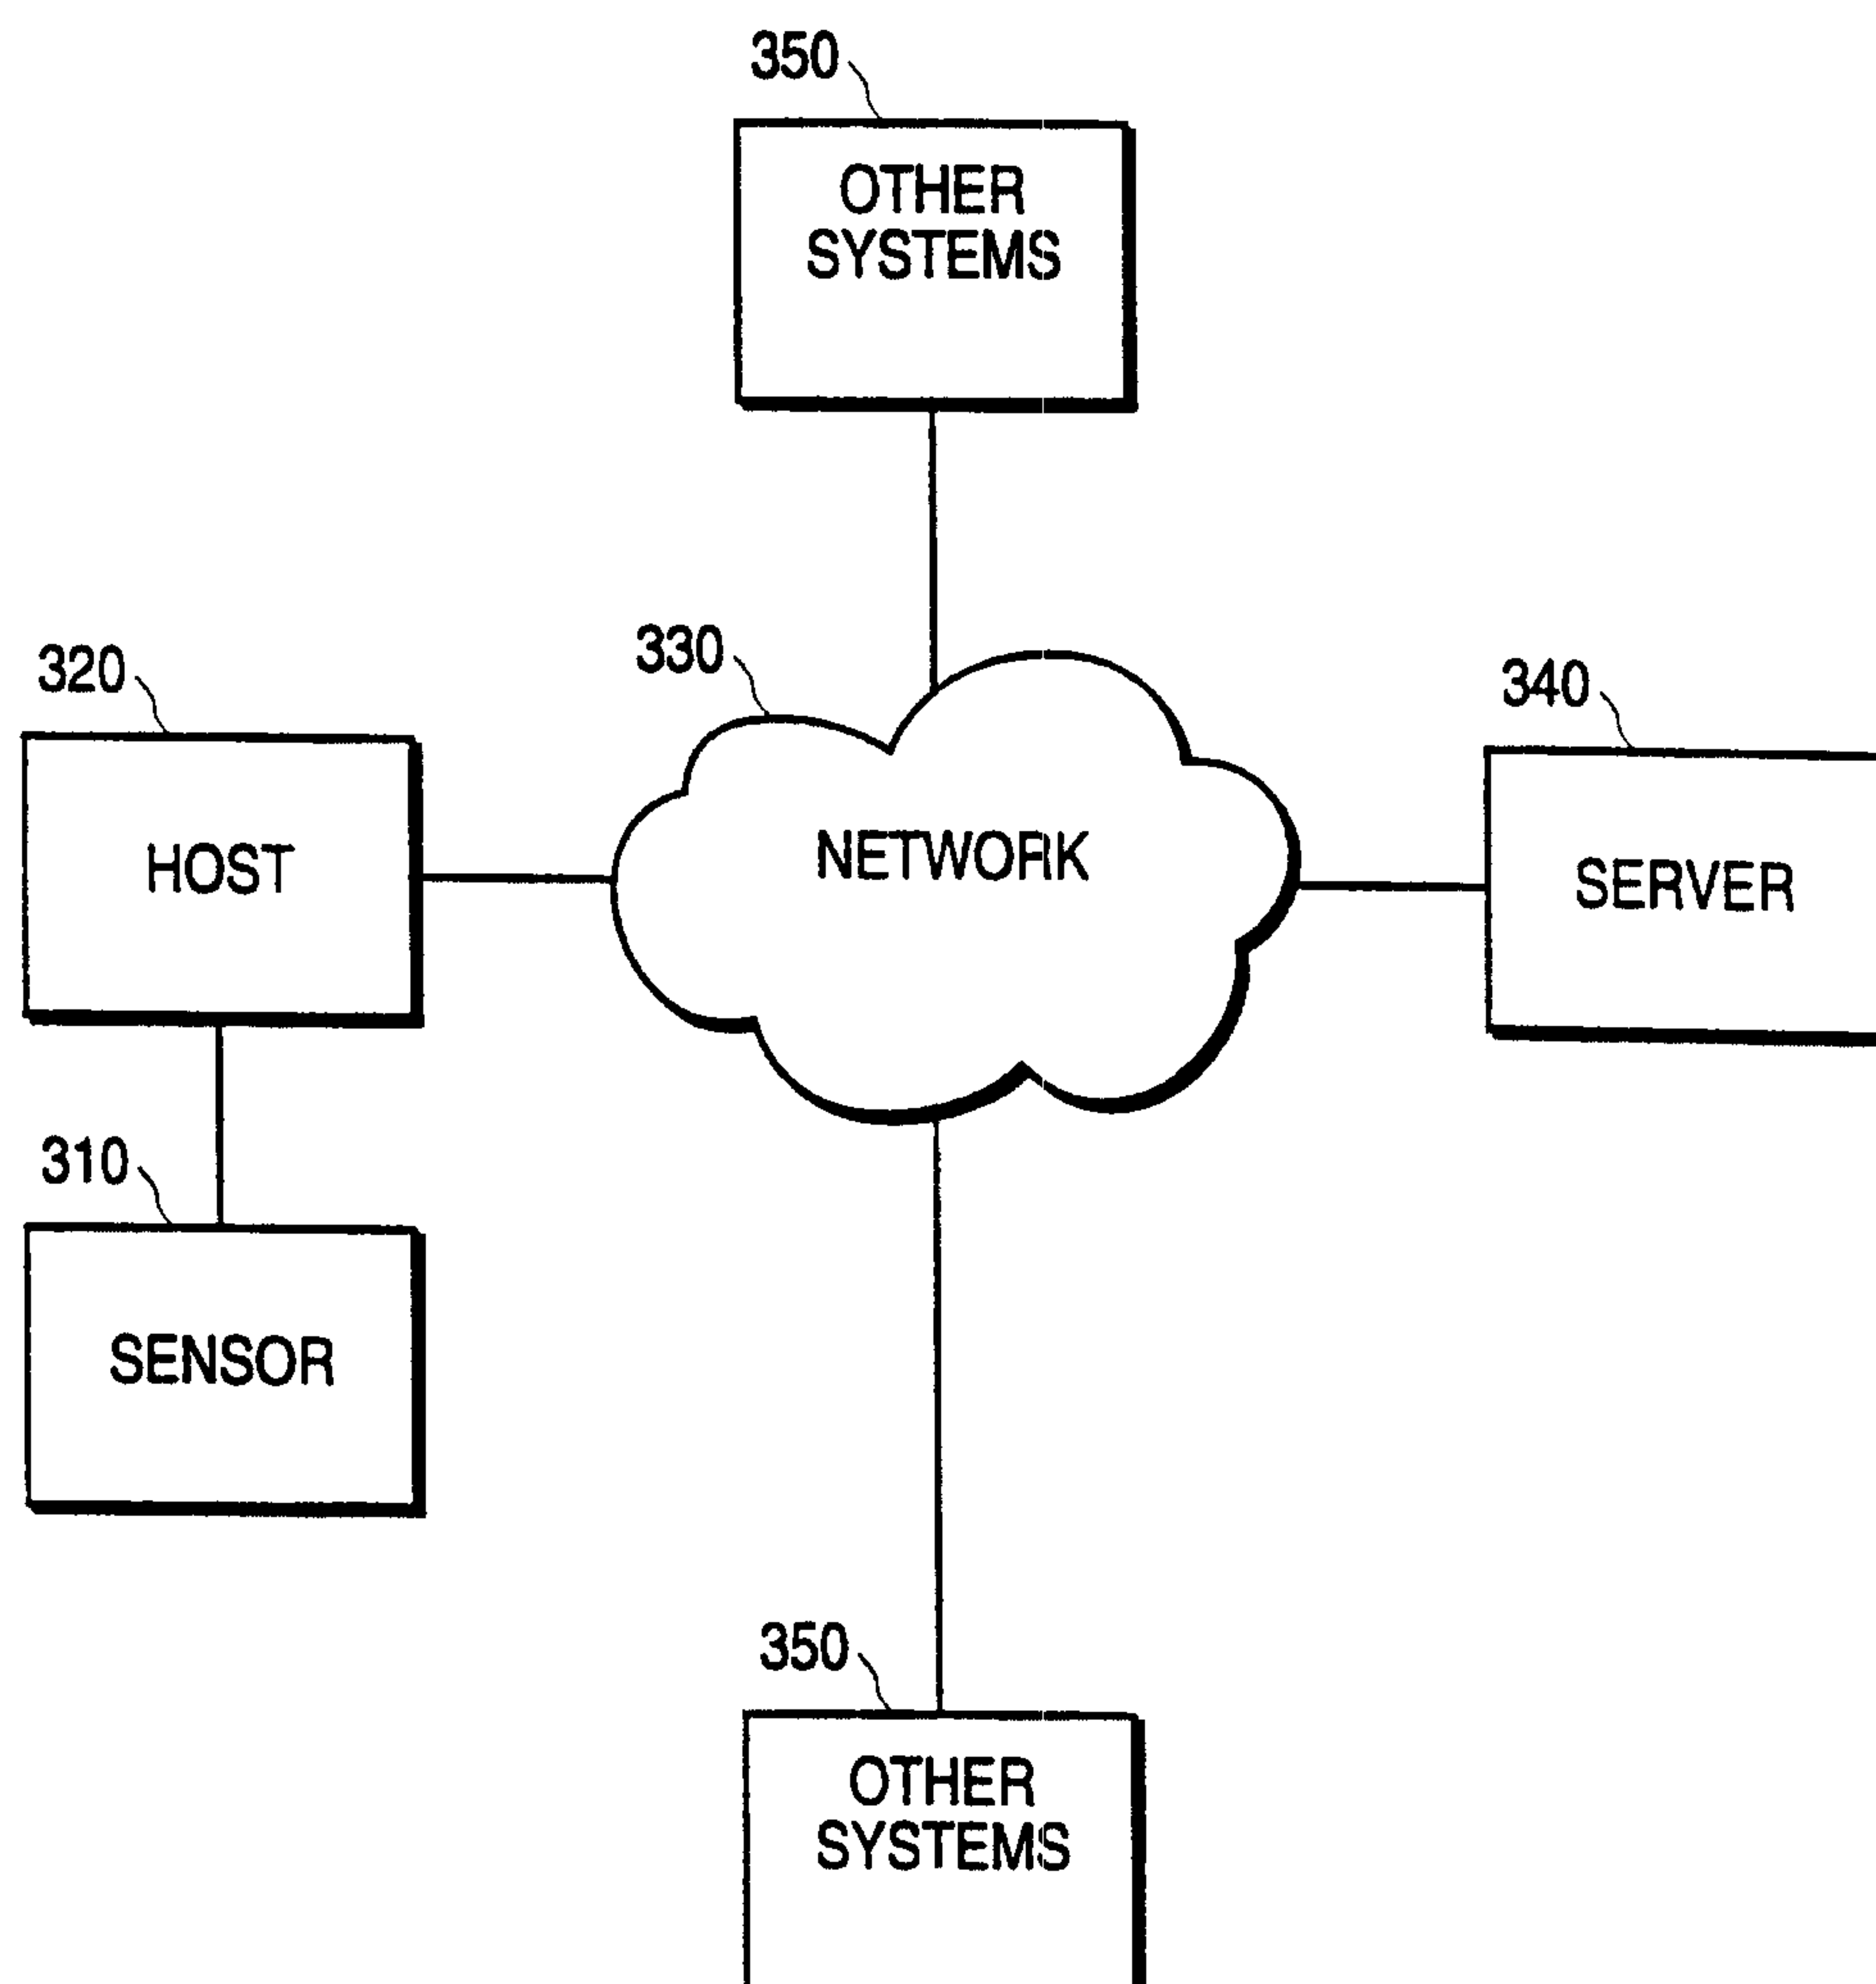 350
OTHER
SYSTEMS
330
320
340
NETWORK
HOST
SERVER
310
SENSOR
350
OTHER
SYSTEMS